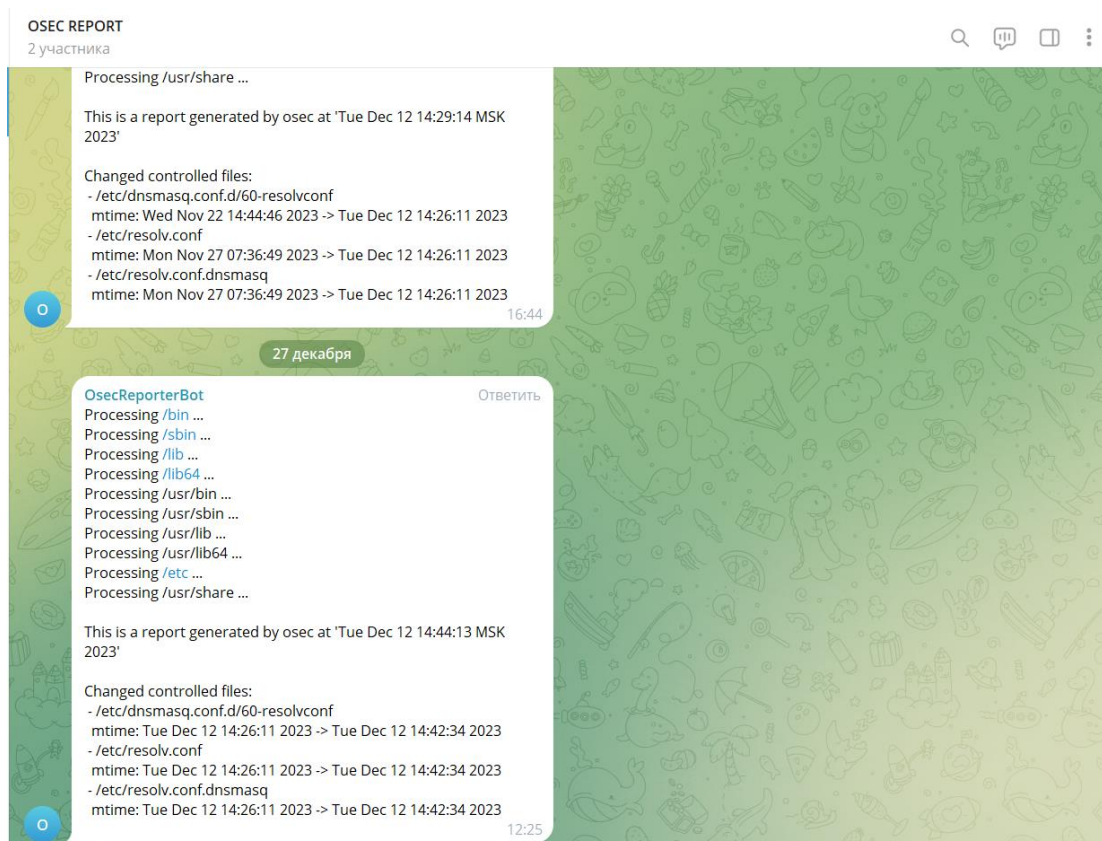 OSEC REPORT
2 участника
Processing /usr/share ...
This is a report generated by osec at 'Tue Dec 12 14:29:14 MSK
2023'
Changed controlled files:
- /etc/dnsmasq.conf.d/60-resolvconf
mtime: Wed Nov 22 14:44:46 2023 -> Tue Dec 12 14:26:11 2023
- /etc/resolv.conf
mtime: Mon Nov 27 07:36:49 2023 -> Tue Dec 12 14:26:11 2023
- /etc/resolv.conf.dnsmasq
mtime: Mon Nov 27 07:36:49 2023 -> Tue Dec 12 14:26:11 2023
O
16:44
27 декабря
OsecReporterBot Ответить
Processing /bin ...
Processing /sbin ...
Processing /lib ...
Processing /lib64 ...
Processing /usr/bin ...
Processing /usr/sbin ...
Processing /usr/lib ...
Processing /usr/lib64 ...
Processing /etc ...
Processing /usr/share ...
This is a report generated by osec at 'Tue Dec 12 14:44:13 MSK
2023'
Changed controlled files:
- /etc/dnsmasq.conf.d/60-resolvconf
mtime: Tue Dec 12 14:26:11 2023 -> Tue Dec 12 14:42:34 2023
- /etc/resolv.conf
mtime: Tue Dec 12 14:26:11 2023 -> Tue Dec 12 14:42:34 2023
- /etc/resolv.conf.dnsmasq
mtime: Tue Dec 12 14:26:11 2023 -> Tue Dec 12 14:42:34 2023
O
12:25